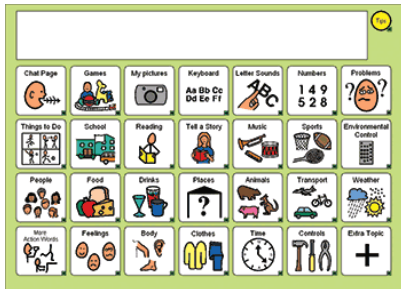 Tips
Chat Page
Games
My pictures
Keyboard
Letter Sounds
Numbers
Problems
Aa Bb Cc
Dd Ee Ff
ABC
1 4 9
5 2 8
? ?
Things to Do
School
Reading
Tell a Story
Music
Sports
Environmental
Control
People
Food
Drinks
Places
Animals
Transport
Weather
?
More
Action Words
Feelings
Body
Clothes
Time
Controls
Extra Topic
+